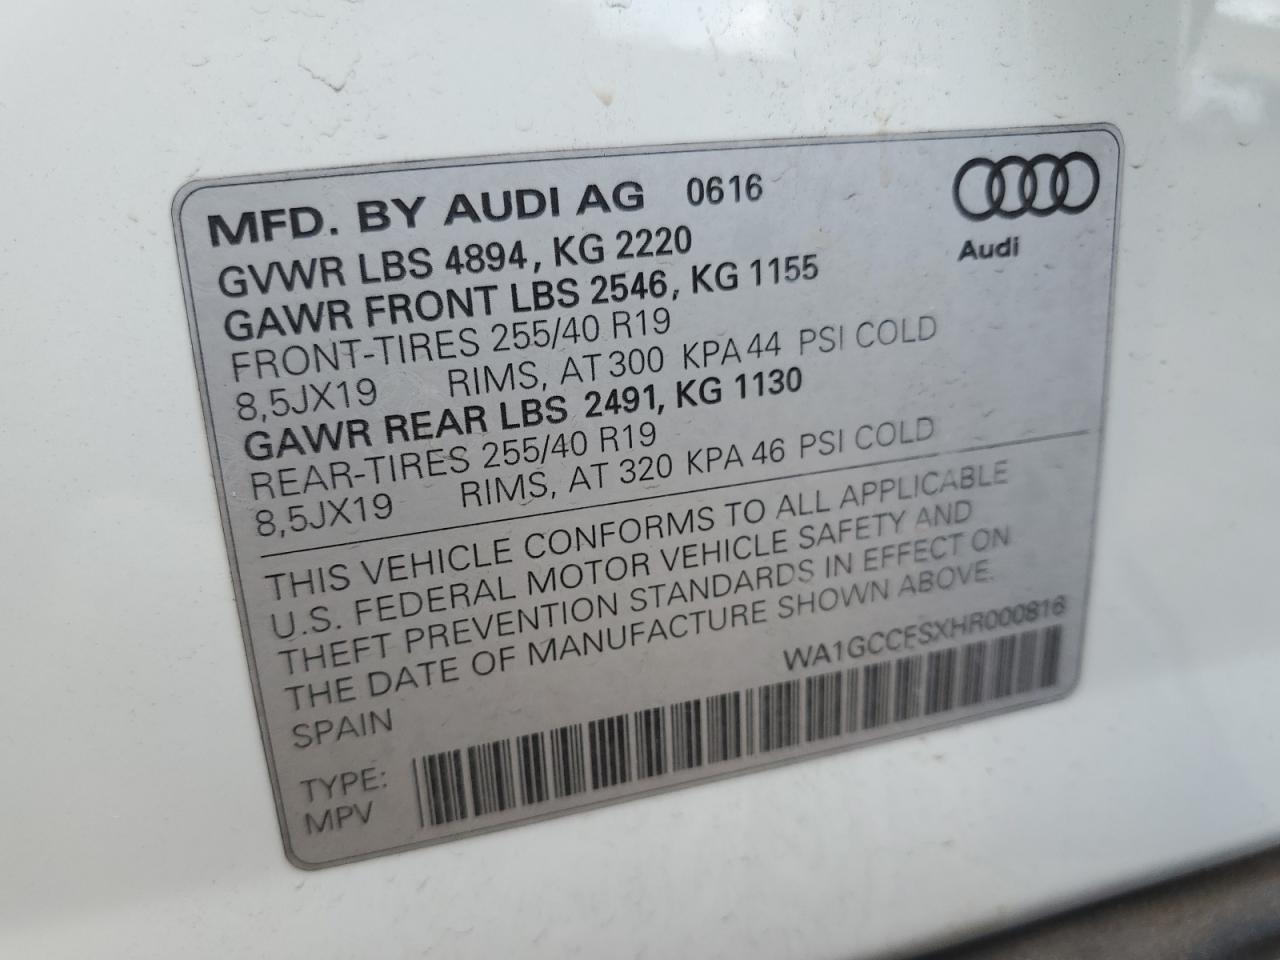 MFD. BY AUDI AG 0616
Audi
GVWR LBS 4894, KG 2220
GAWR FRONT LBS 2546, KG 1155
FRONT-TIRES 255/40 R19
8,5JX19 RIMS, AT 300 KPA 44 PSI COLD
GAWR REAR LBS 2491, KG 1130
REAR-TIRES 255/40 R19
8,5JX19 RIMS, AT 320 KPA 46 PSI COLD
THIS VEHICLE CONFORMS TO ALL APPLICABLE
U.S. FEDERAL MOTOR VEHICLE SAFETY AND
THEFT PREVENTION STANDARDS IN EFFECT ON
THE DATE OF MANUFACTURE SHOWN ABOVE.
SPAIN WA1GCCFSXHR000816
TYPE:
MPV